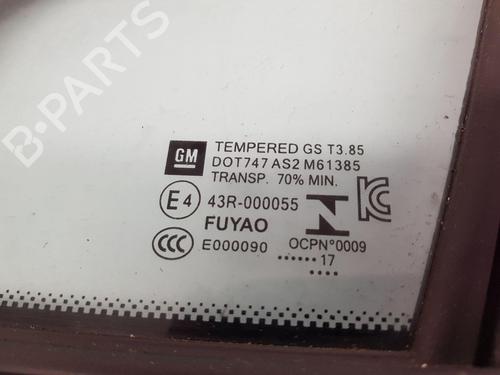 GM
TEMPERED GS T3.85
DOT747 AS2 M61385
TRANSP. 70% MIN.
E4 43R-000055
FUYAO
CCC E000090
N
OCPN°0009
...... 17 ....
KC